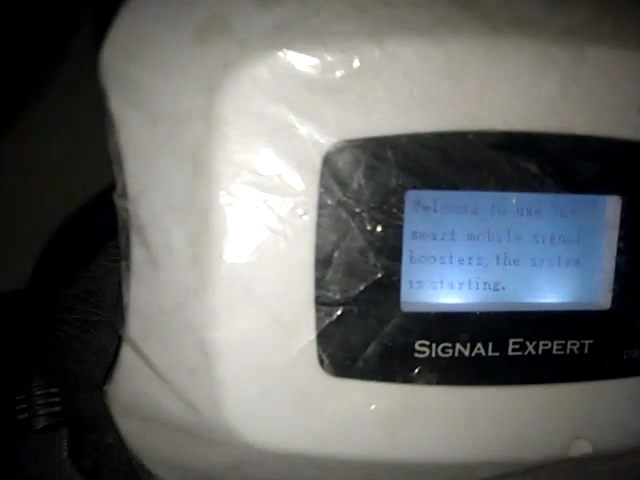 Welcome to use the
smart mobile signal
boosters,the system
is starting.
SIGNAL EXPERT